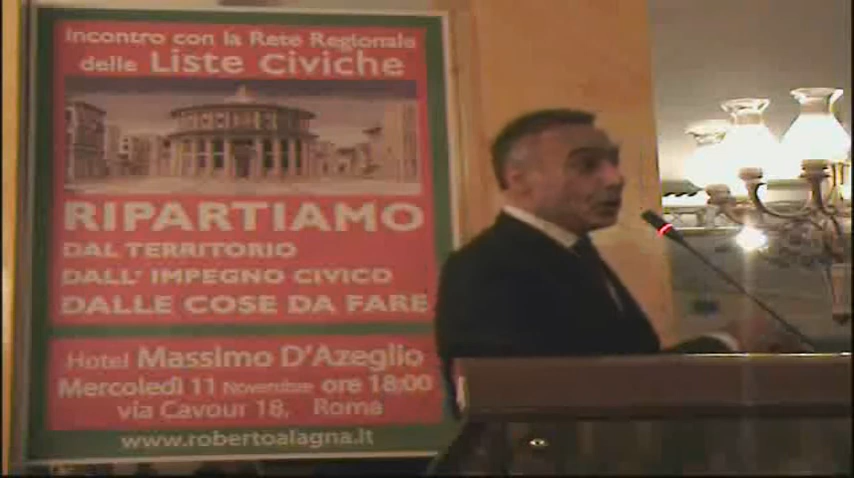 Incontro con la Rete Regionale
delle Liste Civiche
RIPARTIAMO
DAL TERRITORIO
DALL' IMPEGNO CIVICO
DALLE COSE DA FARE
Hotel Massimo D'Azeglio
Mercoledì 11 Novembre ore 18:00
via Cavour 18, Roma
www.robertoalagna.it